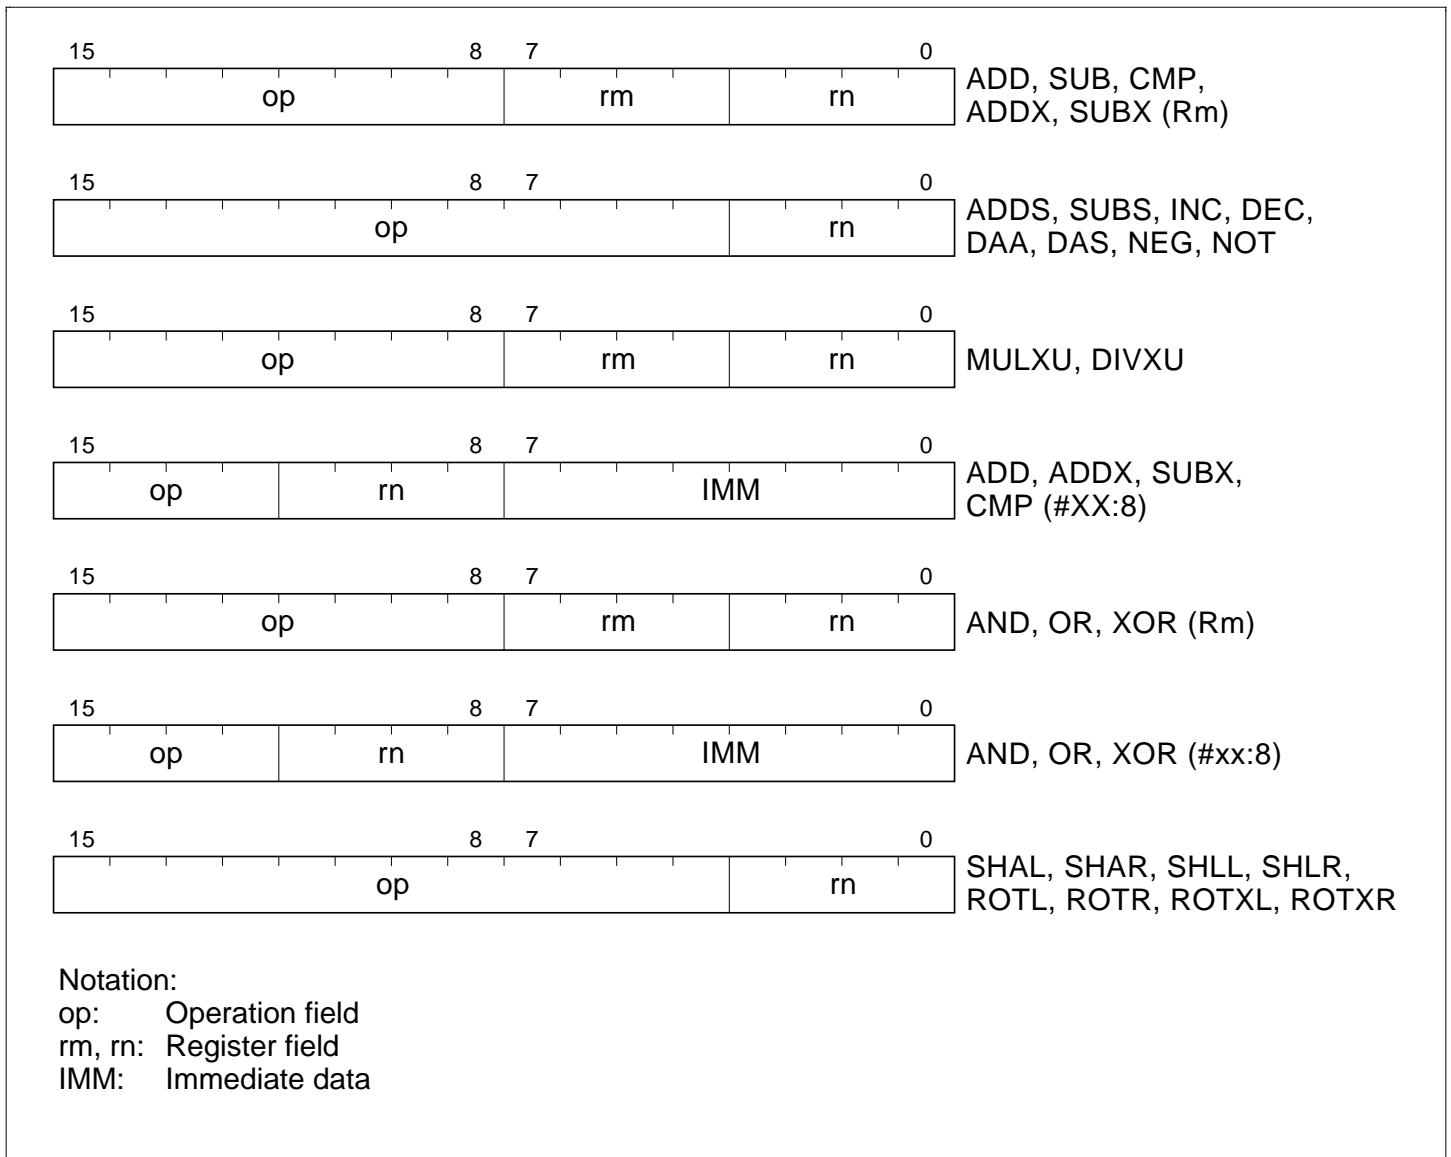 15 8 7 0
op rm rn
ADD, SUB, CMP,
ADDX, SUBX (Rm)
15 8 7 0
op rn
ADDS, SUBS, INC, DEC,
DAA, DAS, NEG, NOT
15 8 7 0
op rm rn
MULXU, DIVXU
15 8 7 0
op rn IMM
ADD, ADDX, SUBX,
CMP (#XX:8)
15 8 7 0
op rm rn
AND, OR, XOR (Rm)
15 8 7 0
op rn IMM
AND, OR, XOR (#xx:8)
15 8 7 0
op rn
SHAL, SHAR, SHLL, SHLR,
ROTL, ROTR, ROTXL, ROTXR
Notation:
op: Operation field
rm, rn: Register field
IMM: Immediate data